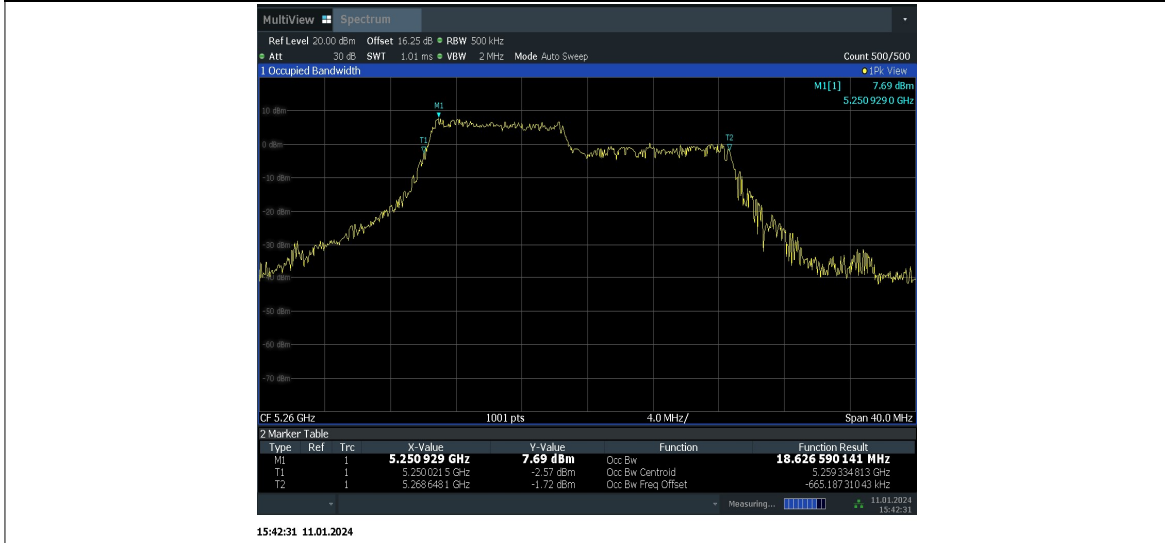 MultiView Spectrum
Ref Level 20.00 dBm Offset 16.25 dB RBW 500 kHz
Att 30 dB SWT 1.01 ms VBW 2 MHz Mode Auto Sweep Count 500/500
1 Occupied Bandwidth 1Pk View
M1[1] 7.69 dBm
5.250 929 0 GHz
M1
10 dBm
T1
T2
0 dBm
-10 dBm
-20 dBm
-30 dBm
-40 dBm
-50 dBm
-60 dBm
-70 dBm
CF 5.26 GHz 1001 pts 4.0 MHz/ Span 40.0 MHz
2 Marker Table
Type Ref Trc X-Value Y-Value Function Function Result
M1 1 5.250 929 GHz 7.69 dBm Occ Bw 18.626 590 141 MHz
T1 1 5.250 021 5 GHz -2.57 dBm Occ Bw Centroid 5.259 334 813 GHz
T2 1 5.268 648 1 GHz -1.72 dBm Occ Bw Freq Offset -665.187 310 43 kHz
Measuring... 11.01.2024
15:42:31
15:42:31 11.01.2024